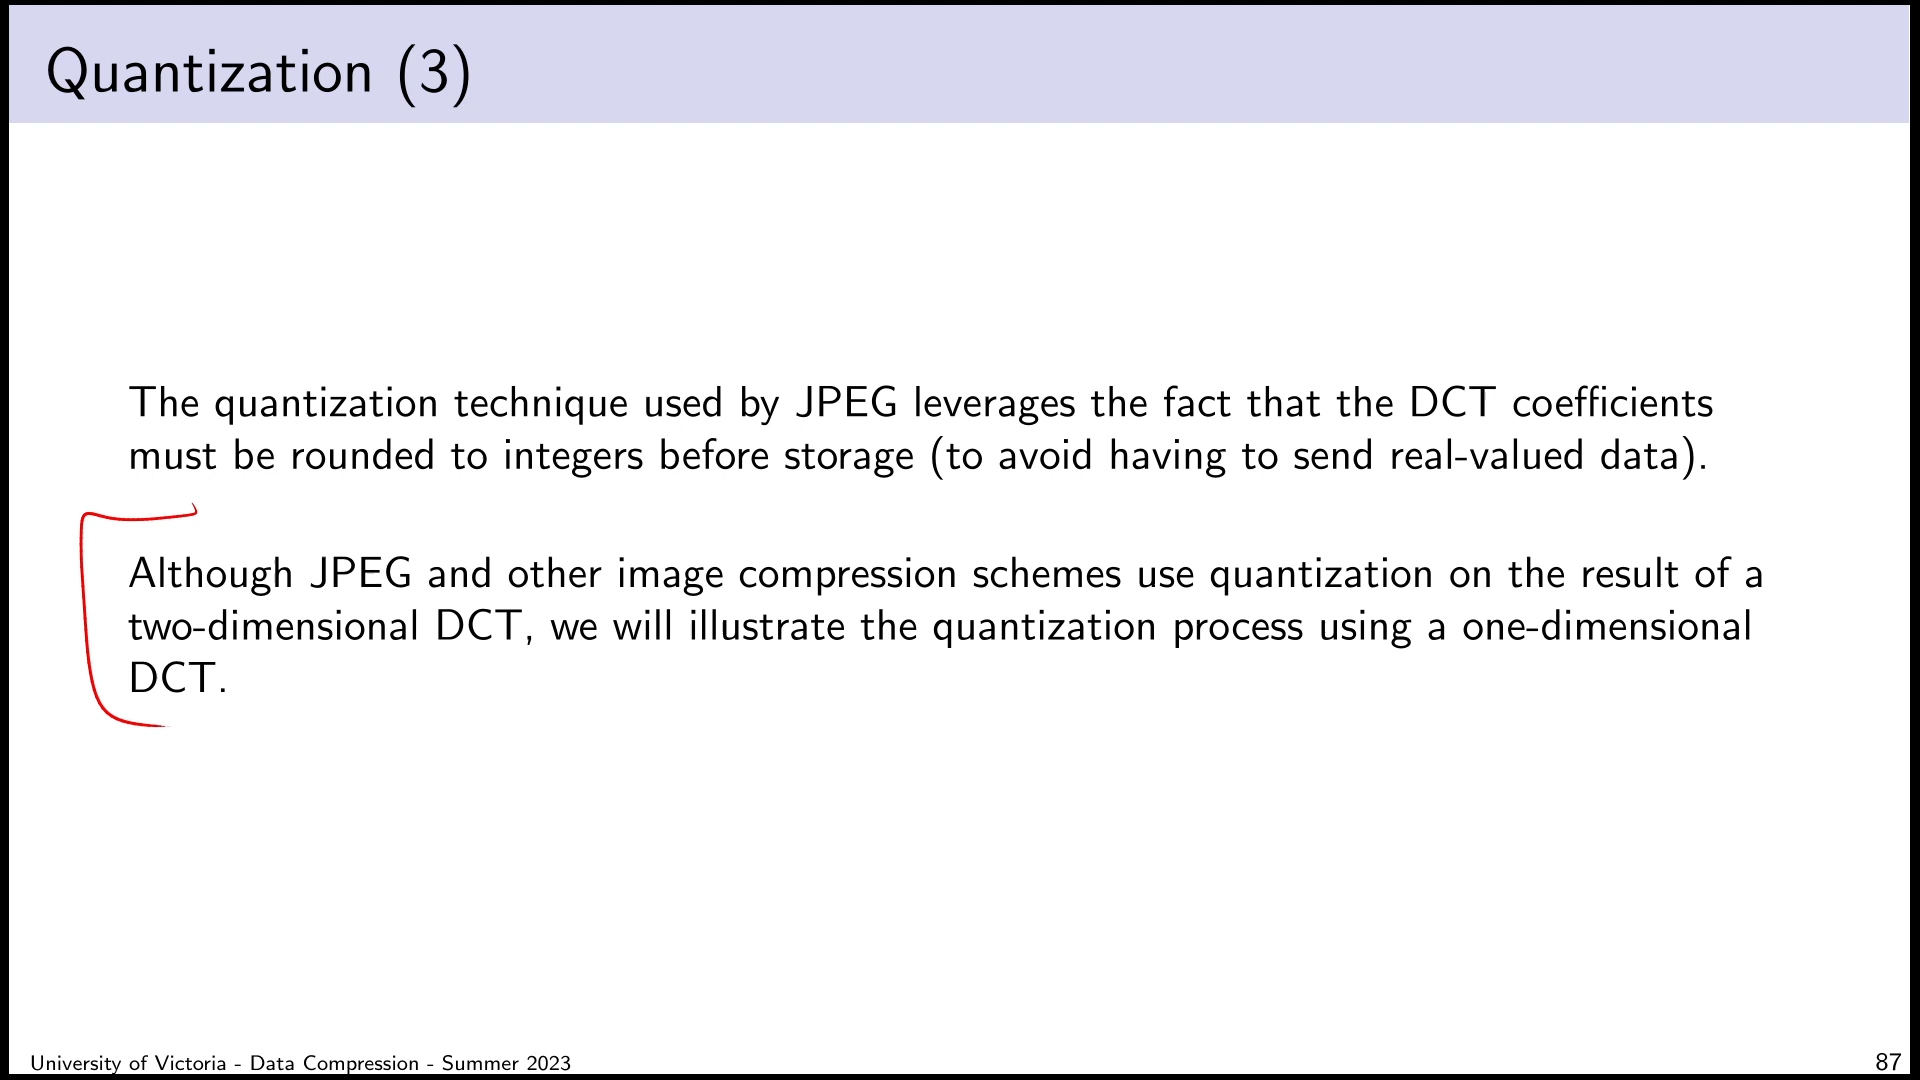 Quantization (3)
The quantization technique used by JPEG leverages the fact that the DCT coefficients
must be rounded to integers before storage (to avoid having to send real-valued data).
Although JPEG and other image compression schemes use quantization on the result of a
two-dimensional DCT, we will illustrate the quantization process using a one-dimensional
DCT.
University of Victoria - Data Compression - Summer 2023
87